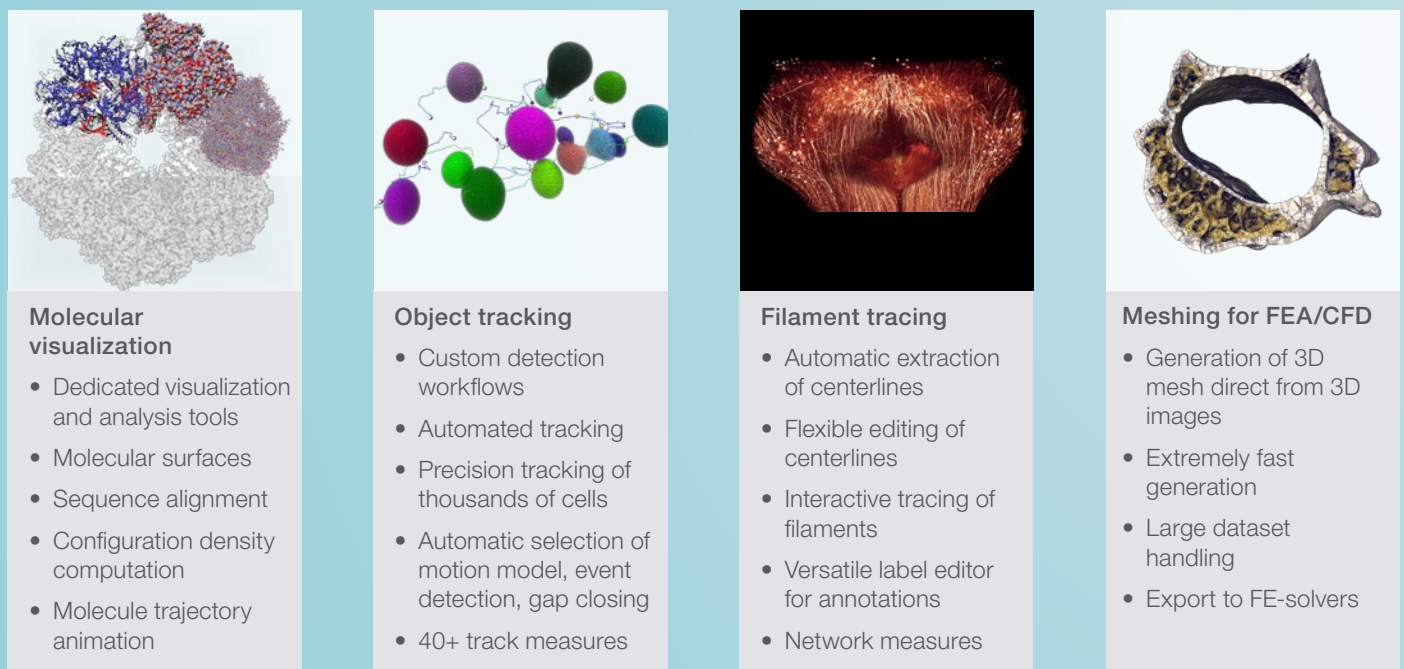 Molecular
visualization
• Dedicated visualization
and analysis tools
• Molecular surfaces
• Sequence alignment
• Configuration density
computation
• Molecule trajectory
animation
Object tracking
• Custom detection
workflows
• Automated tracking
• Precision tracking of
thousands of cells
• Automatic selection of
motion model, event
detection, gap closing
• 40+ track measures
Filament tracing
• Automatic extraction
of centerlines
• Flexible editing of
centerlines
• Interactive tracing of
filaments
• Versatile label editor
for annotations
• Network measures
Meshing for FEA/CFD
• Generation of 3D
mesh direct from 3D
images
• Extremely fast
generation
• Large dataset
handling
• Export to FE-solvers